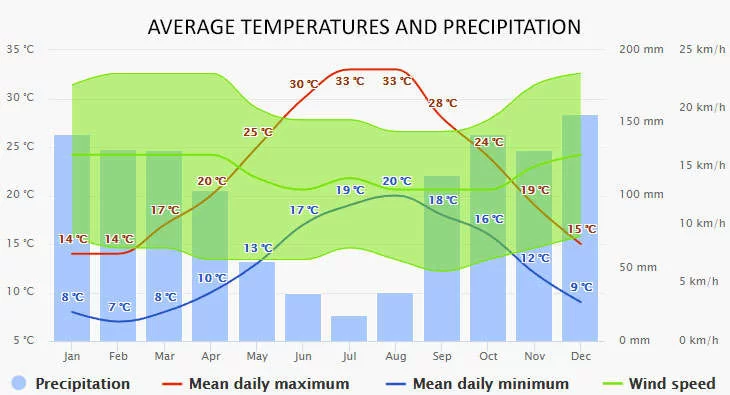 AVERAGE TEMPERATURES AND PRECIPITATION
35 °C 200 mm 25 km/h
30 °C 30 °C 33 °C 33 °C 28 °C 20 km/h
25 °C 25 °C 24 °C 150 mm 15 km/h
20 °C 14 °C 14 °C 17 °C 20 °C 19 °C 15 °C 100 mm
15 °C 8 °C 7 °C 8 °C 10 °C 13 °C 17 °C 19 °C 20 °C 18 °C 16 °C 12 °C 9 °C 10 km/h
10 °C 50 mm 5 km/h
5 °C 0 mm 0 km/h
Jan Feb Mar Apr May Jun Jul Aug Sep Oct Nov Dec
Precipitation Mean daily maximum Mean daily minimum Wind speed